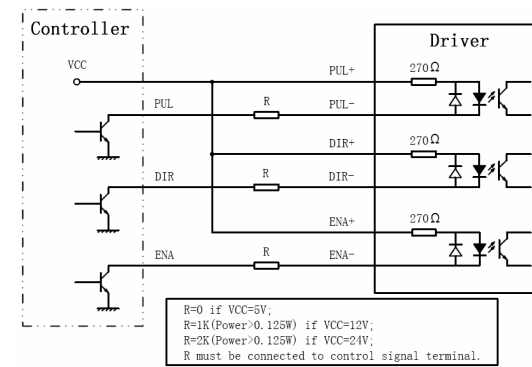 Controller
Driver
VCC
PUL+
270Ω
PUL
R
PUL-
DIR+
270Ω
DIR
R
DIR-
ENA+
270Ω
ENA
R
ENA-
R=0 if VCC=5V;
R=1K(Power>0.125W) if VCC=12V;
R=2K(Power>0.125W) if VCC=24V;
R must be connected to control signal terminal.